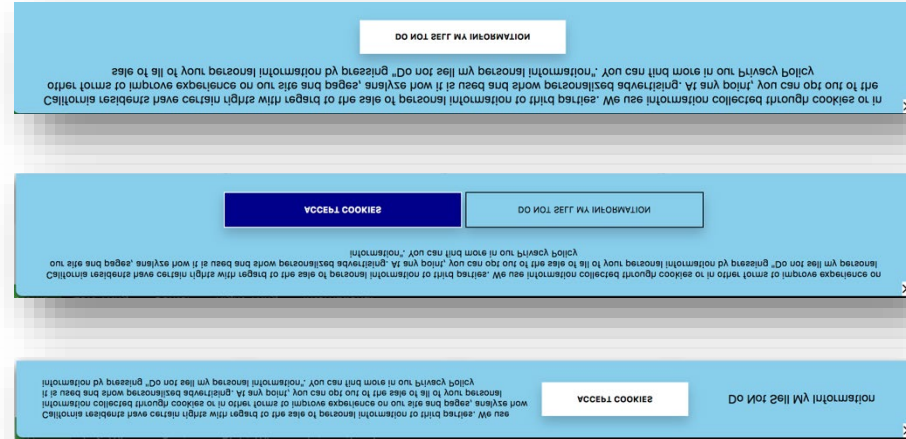 California residents have certain rights with regard to the sale of personal information to third parties. We use
information collected through cookies or in other forms to improve experience on our site and pages, analyze how
it is used and show personalized advertising. At any point, you can opt out of the sale of all of your personal
information by pressing "Do not sell my personal information". You can find more in our Privacy Policy
ACCEPT COOKIES
Do Not Sell My Information
California residents have certain rights with regard to the sale of personal information to third parties. We use information collected through cookies or in other forms to improve experience on
our site and pages, analyze how it is used and show personalized advertising. At any point, you can opt out of the sale of all of your personal information by pressing "Do not sell my personal
information". You can find more in our Privacy Policy
ACCEPT COOKIES
DO NOT SELL MY INFORMATION
California residents have certain rights with regard to the sale of personal information to third parties. We use information collected through cookies or in
other forms to improve experience on our site and pages, analyze how it is used and show personalized advertising. At any point, you can opt out of the
sale of all of your personal information by pressing "Do not sell my personal information". You can find more in our Privacy Policy
DO NOT SELL MY INFORMATION